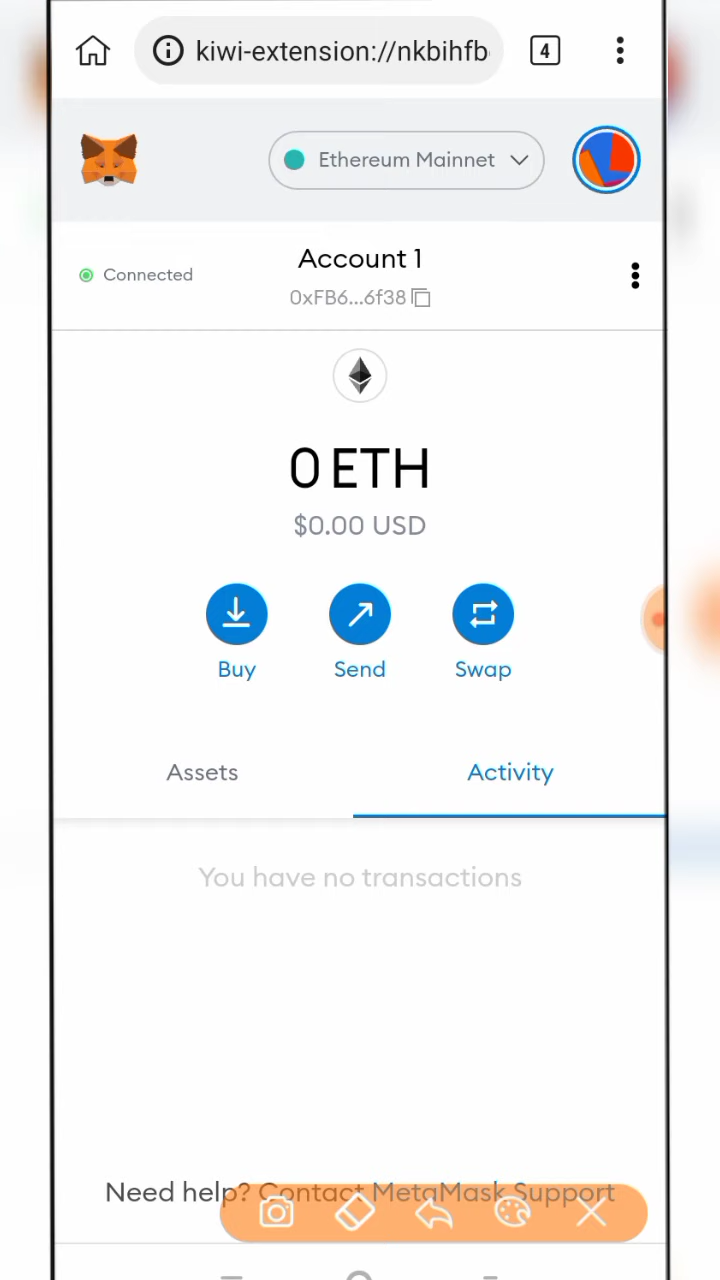 kiwi-extension://nkbihfb
4
Ethereum Mainnet
Connected
Account 1
0xFB6...6f38
0 ETH
$0.00 USD
Buy
Send
Swap
Assets
Activity
You have no transactions
Need help? Contact MetaMask Support